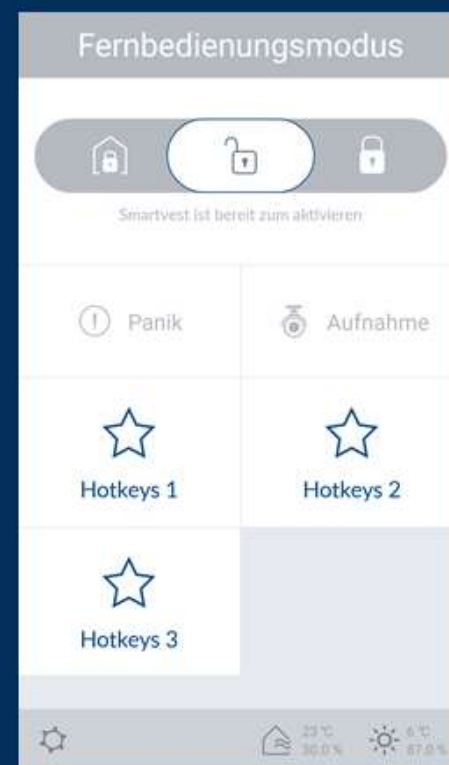 Fernbedienungsmodus
Smartvest ist bereit zum aktivieren
Panik
Aufnahme
Hotkeys 1
Hotkeys 2
Hotkeys 3
23 °C
30.0 %
6 °C
87.0 %